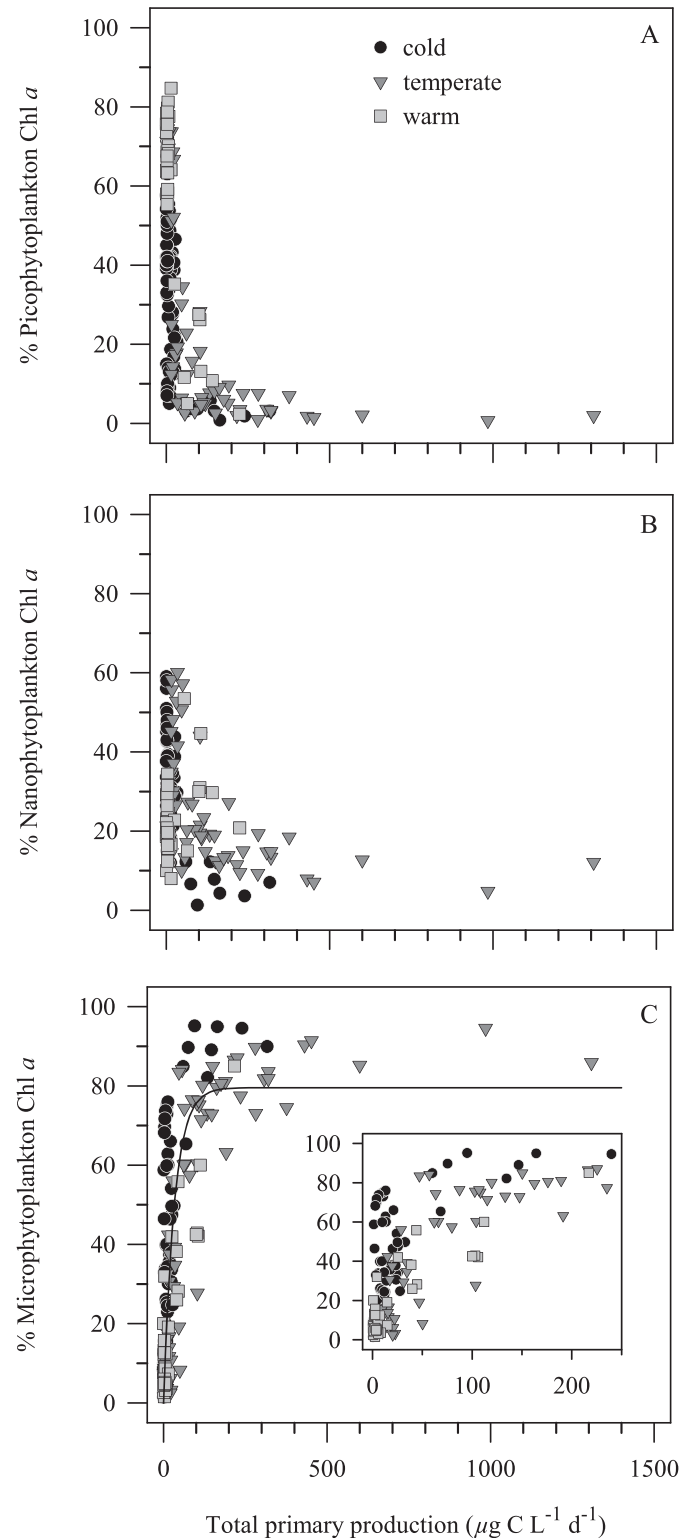 A
cold
temperate
warm
100
80
60
40
20
0
% Picophytoplankton Chl a
B
100
80
60
40
20
0
% Nanophytoplankton Chl a
C
100
80
60
40
20
0
% Microphytoplankton Chl a
100
80
60
40
20
0
0 100 200
0 500 1000 1500
Total primary production (µg C L⁻¹ d⁻¹)